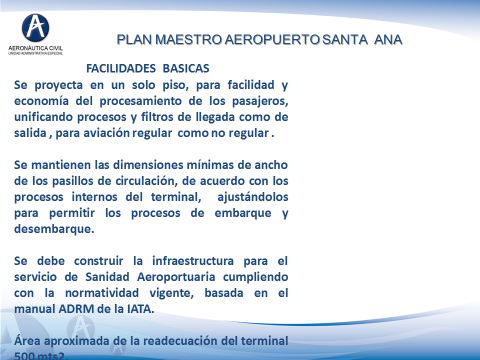 PLAN MAESTRO AEROPUERTO SANTA ANA
AERONÁUTICA CIVIL
UNIDAD ADMINISTRATIVA ESPECIAL
FACILIDADES BASICAS
Se proyecta en un solo piso, para facilidad y
economía del procesamiento de los pasajeros,
unificando procesos y filtros de llegada como de
salida , para aviación regular como no regular .
Se mantienen las dimensiones mínimas de ancho
de los pasillos de circulación, de acuerdo con los
procesos internos del terminal, ajustándolos
para permitir los procesos de embarque y
desembarque.
Se debe construir la infraestructura para el
servicio de Sanidad Aeroportuaria cumpliendo
con la normatividad vigente, basada en el
manual ADRM de la IATA.
Área aproximada de la readecuación del terminal
500 mts2